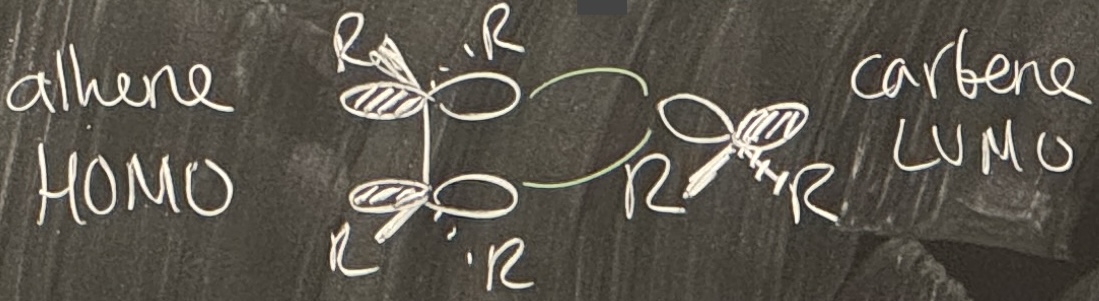 alkene
HOMO
R R
R R
R R
carbene
LUMO